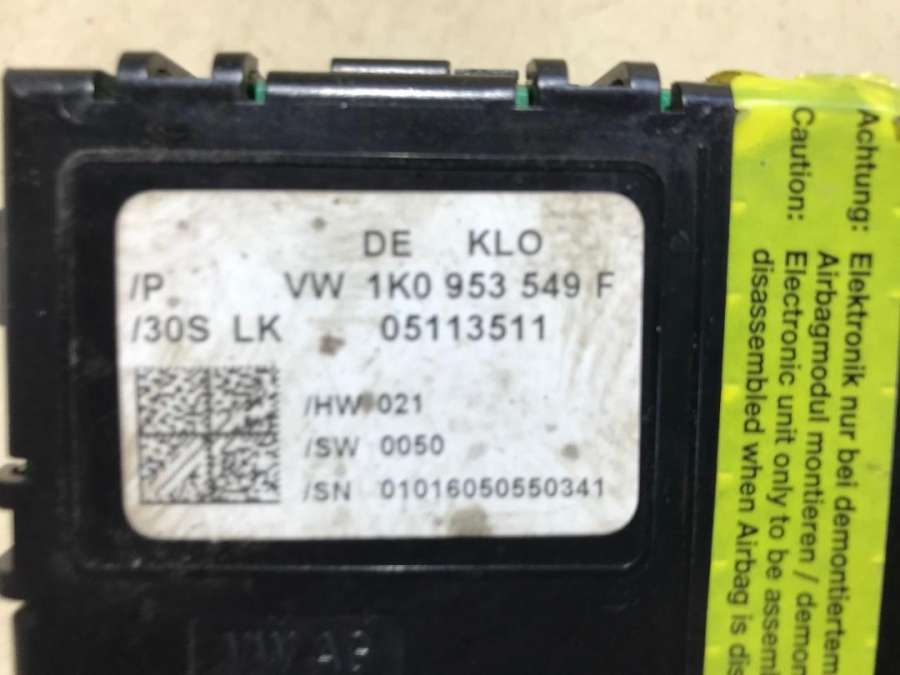 DE KLO
/P VW 1K0 953 549 F
/30S LK 05113511
/HW 021
/SW 0050
/SN 01016050550341
Achtung: Elektronik nur bei demontiertem
Airbagmodul montieren / demon
Caution: Electronic unit only to be assem
disassembled when Airbag is dis